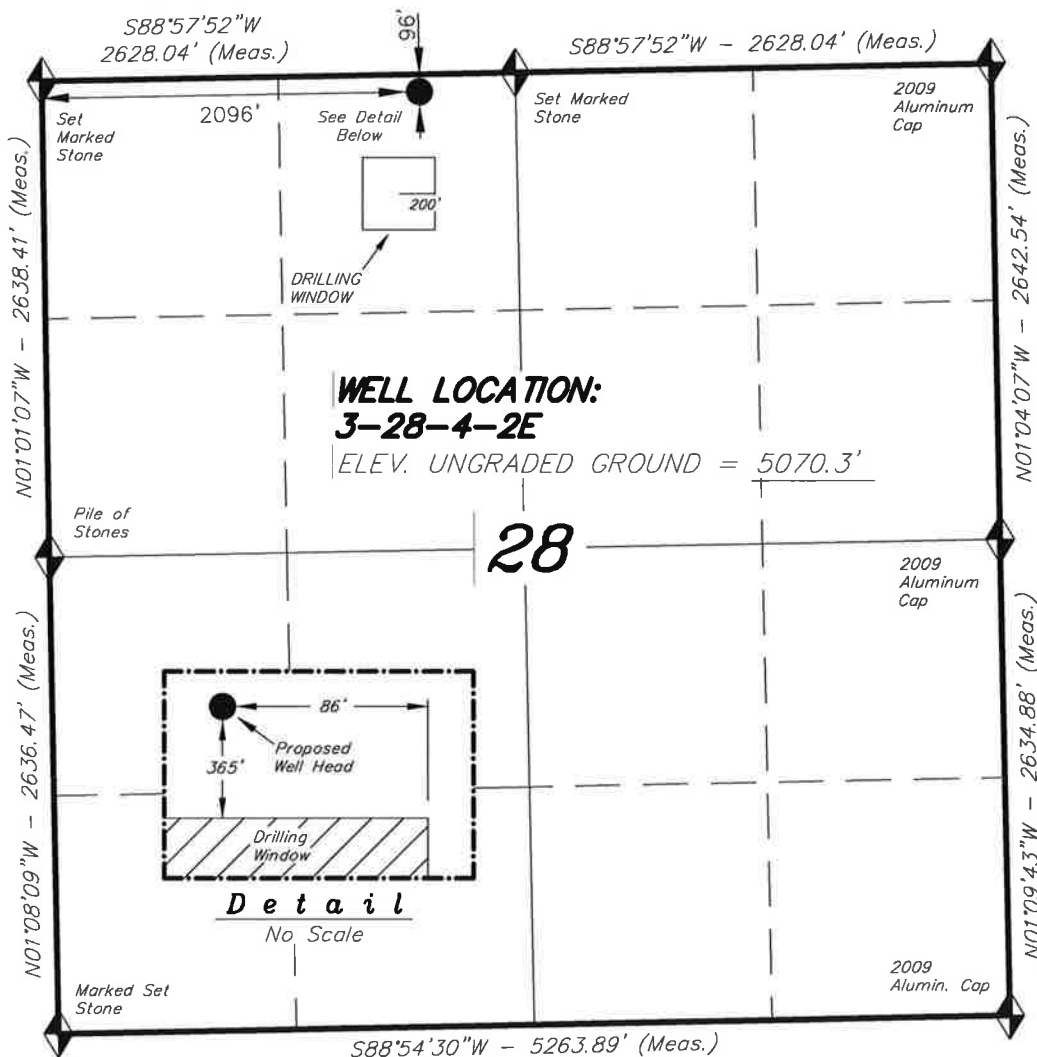 S88°57'52"W
2628.04' (Meas.)
96'
S88°57'52"W - 2628.04' (Meas.)
Set
Marked
Stone
2096'
See Detail
Below
Set Marked
Stone
2009
Aluminum
Cap
200'
DRILLING
WINDOW
N01°01'07"W - 2638.41' (Meas.)
N01°04'07"W - 2642.54' (Meas.)
WELL LOCATION:
3-28-4-2E
ELEV. UNGRADED GROUND = 5070.3'
Pile of
Stones
28
2009
Aluminum
Cap
N01°08'09"W - 2636.47' (Meas.)
N01°09'43"W - 2634.88' (Meas.)
86'
Proposed
Well Head
365'
Drilling
Window
Detail
No Scale
Marked Set
Stone
2009
Alumin. Cap
S88°54'30"W - 5263.89' (Meas.)